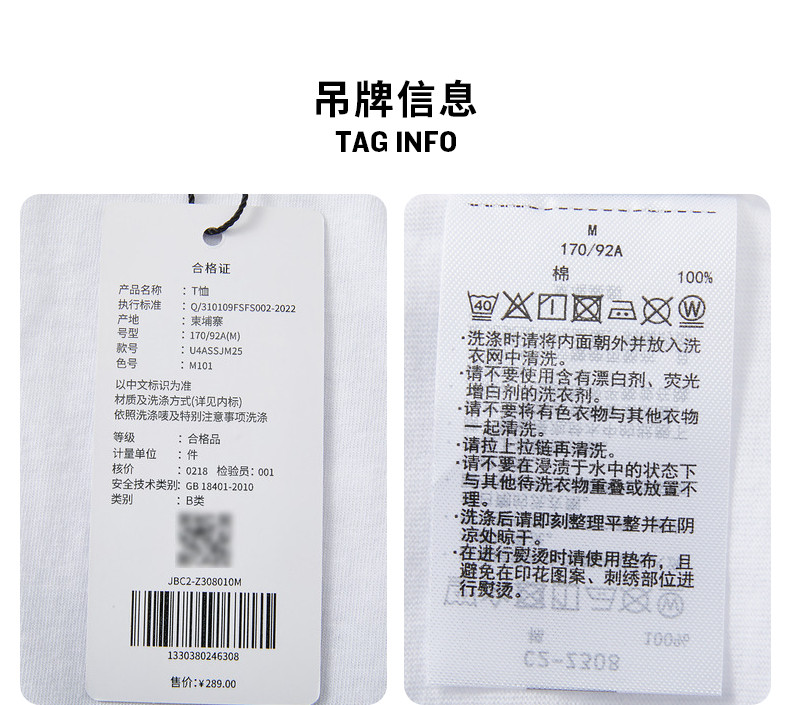 吊牌信息
TAG INFO
合格证
产品名称：T恤
执行标准：Q/310109FSFS002-2022
产地：柬埔寨
号型：170/92A(M)
款号：U4ASSJM25
色号：M101
以中文标识为准
材质及洗涤方式(详见内标)
依照洗涤唛及特别注意事项洗涤
等级：合格品
计量单位：件
核价：0218 检验员：001
安全技术类别：GB 18401-2010
类别：B类
JBC2-Z308010M
1330380246308
售价：¥289.00
M
170/92A
棉 100%
40
·洗涤时请将内面朝外并放入洗
衣网中清洗。
·请不要使用含有漂白剂、荧光
增白剂的洗衣剂。
·请不要将有色衣物与其他衣物
一起清洗。
·请拉上拉链再清洗。
·请不要在浸渍于水中的状态下
与其他待洗衣物重叠或放置不
理。
·洗涤后请即刻整理平整并在阴
凉处晾干。
·在进行熨烫时请使用垫布，且
避免在印花图案、刺绣部位进
行熨烫。